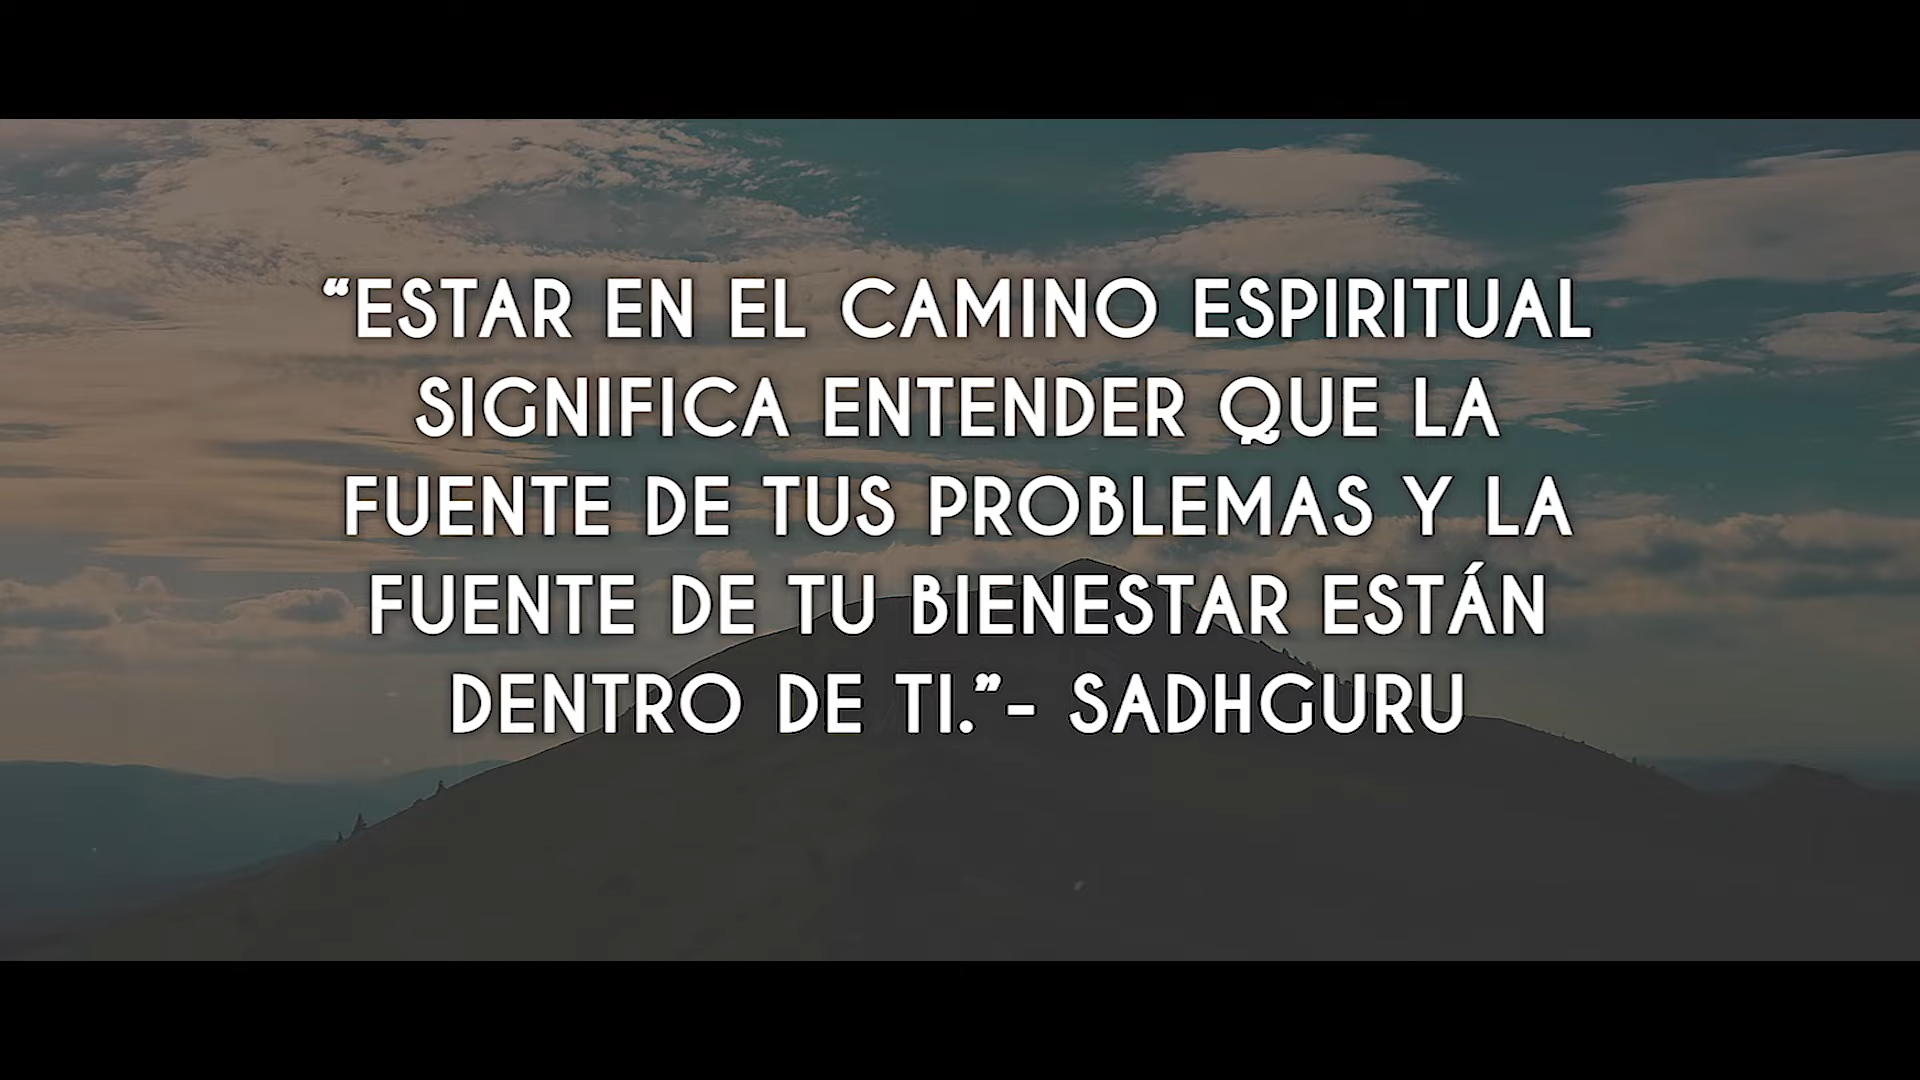 “ESTAR EN EL CAMINO ESPIRITUAL
SIGNIFICA ENTENDER QUE LA
FUENTE DE TUS PROBLEMAS Y LA
FUENTE DE TU BIENESTAR ESTÁN
DENTRO DE TI.”- SADHGURU